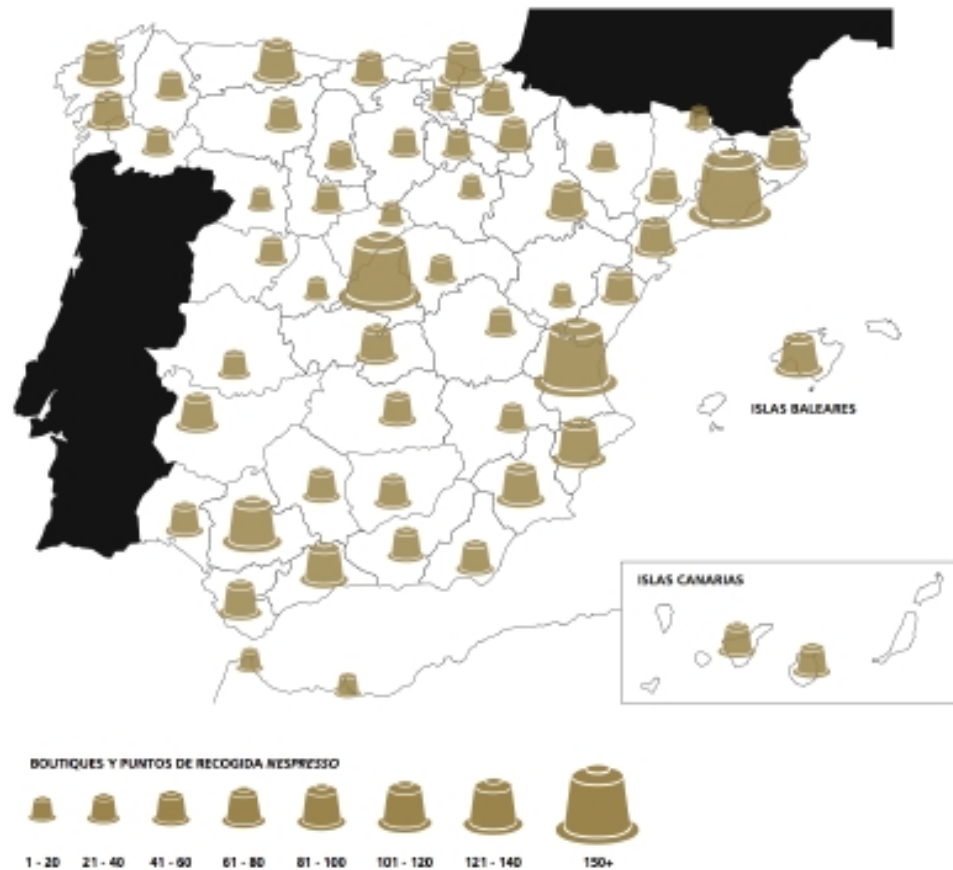 ISLAS BALEARES
ISLAS CANARIAS
BOUTIQUES Y PUNTOS DE RECOGIDA NESPRESSO
1 - 20 21 - 40 41 - 60 61 - 80 81 - 100 101 - 120 121 - 140 150+